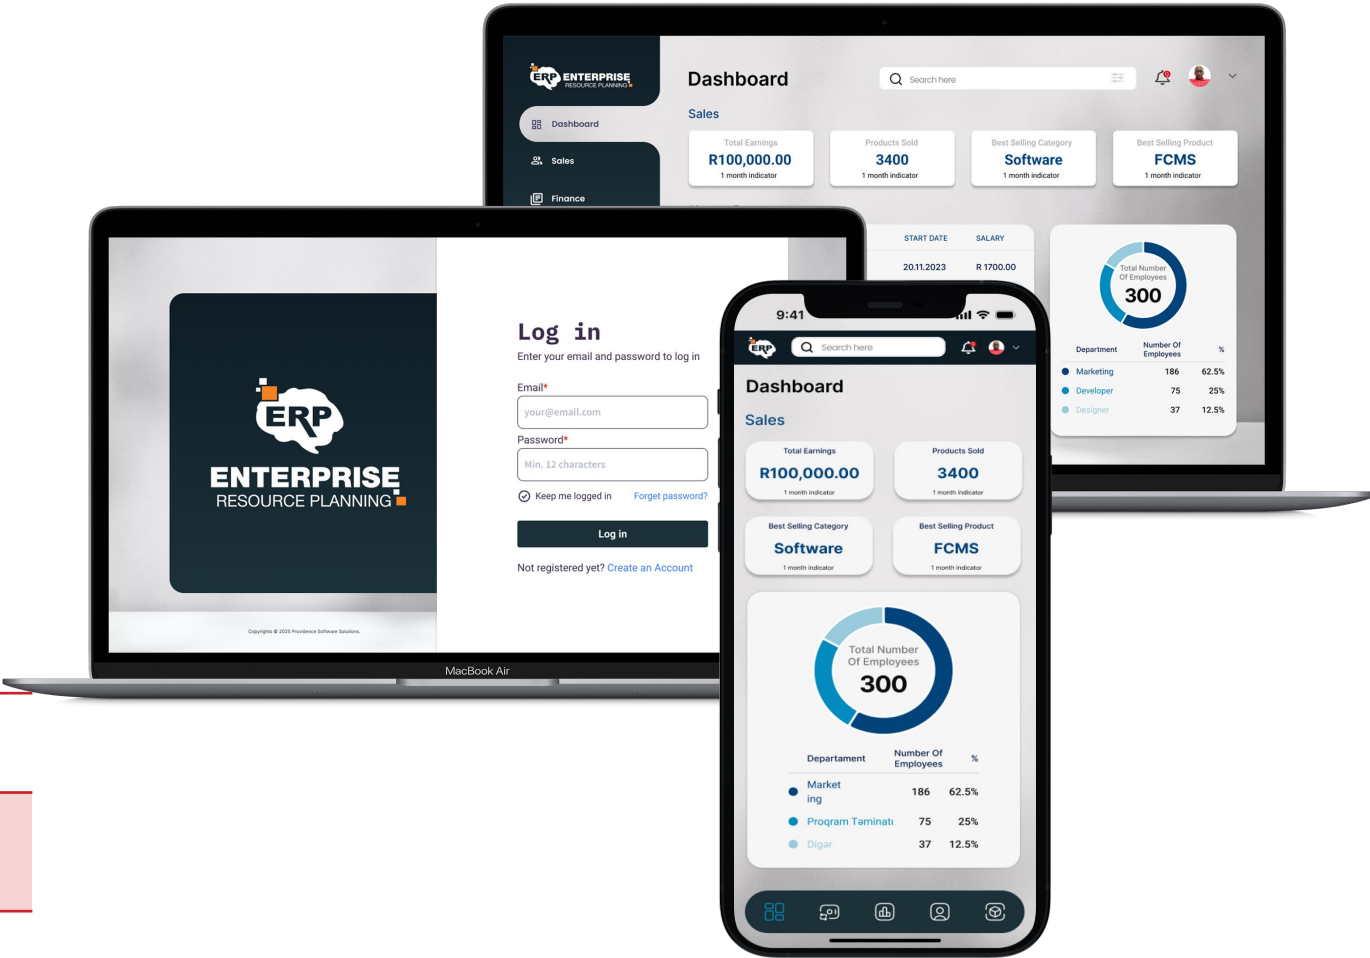 ERP ENTERPRISE
RESOURCE PLANNING
Dashboard
Sales
Finance
Dashboard
Search here
Sales
Total Earnings
R100,000.00
1 month indicator
Products Sold
3400
1 month indicator
Best Selling Category
Software
1 month indicator
Best Selling Product
FCMS
1 month indicator
START DATE SALARY
20.11.2023 R 1700.00
Total Number
Of Employees
300
Department Number Of Employees %
Marketing 186 62.5%
Developer 75 25%
Designer 37 12.5%
ERP
ENTERPRISE
RESOURCE PLANNING
Copyrights © 2025 Providence Software Solutions.
Log in
Enter your email and password to log in
Email*
your@email.com
Password*
Min. 12 characters
Keep me logged in Forget password?
Log in
Not registered yet? Create an Account
MacBook Air
9:41
ERP
Search here
Dashboard
Sales
Total Earnings
R100,000.00
1 month indicator
Products Sold
3400
1 month indicator
Best Selling Category
Software
1 month indicator
Best Selling Product
FCMS
1 month indicator
Total Number
Of Employees
300
Departament Number Of Employees %
Market
ing 186 62.5%
Proqram Təminatı 75 25%
Digər 37 12.5%